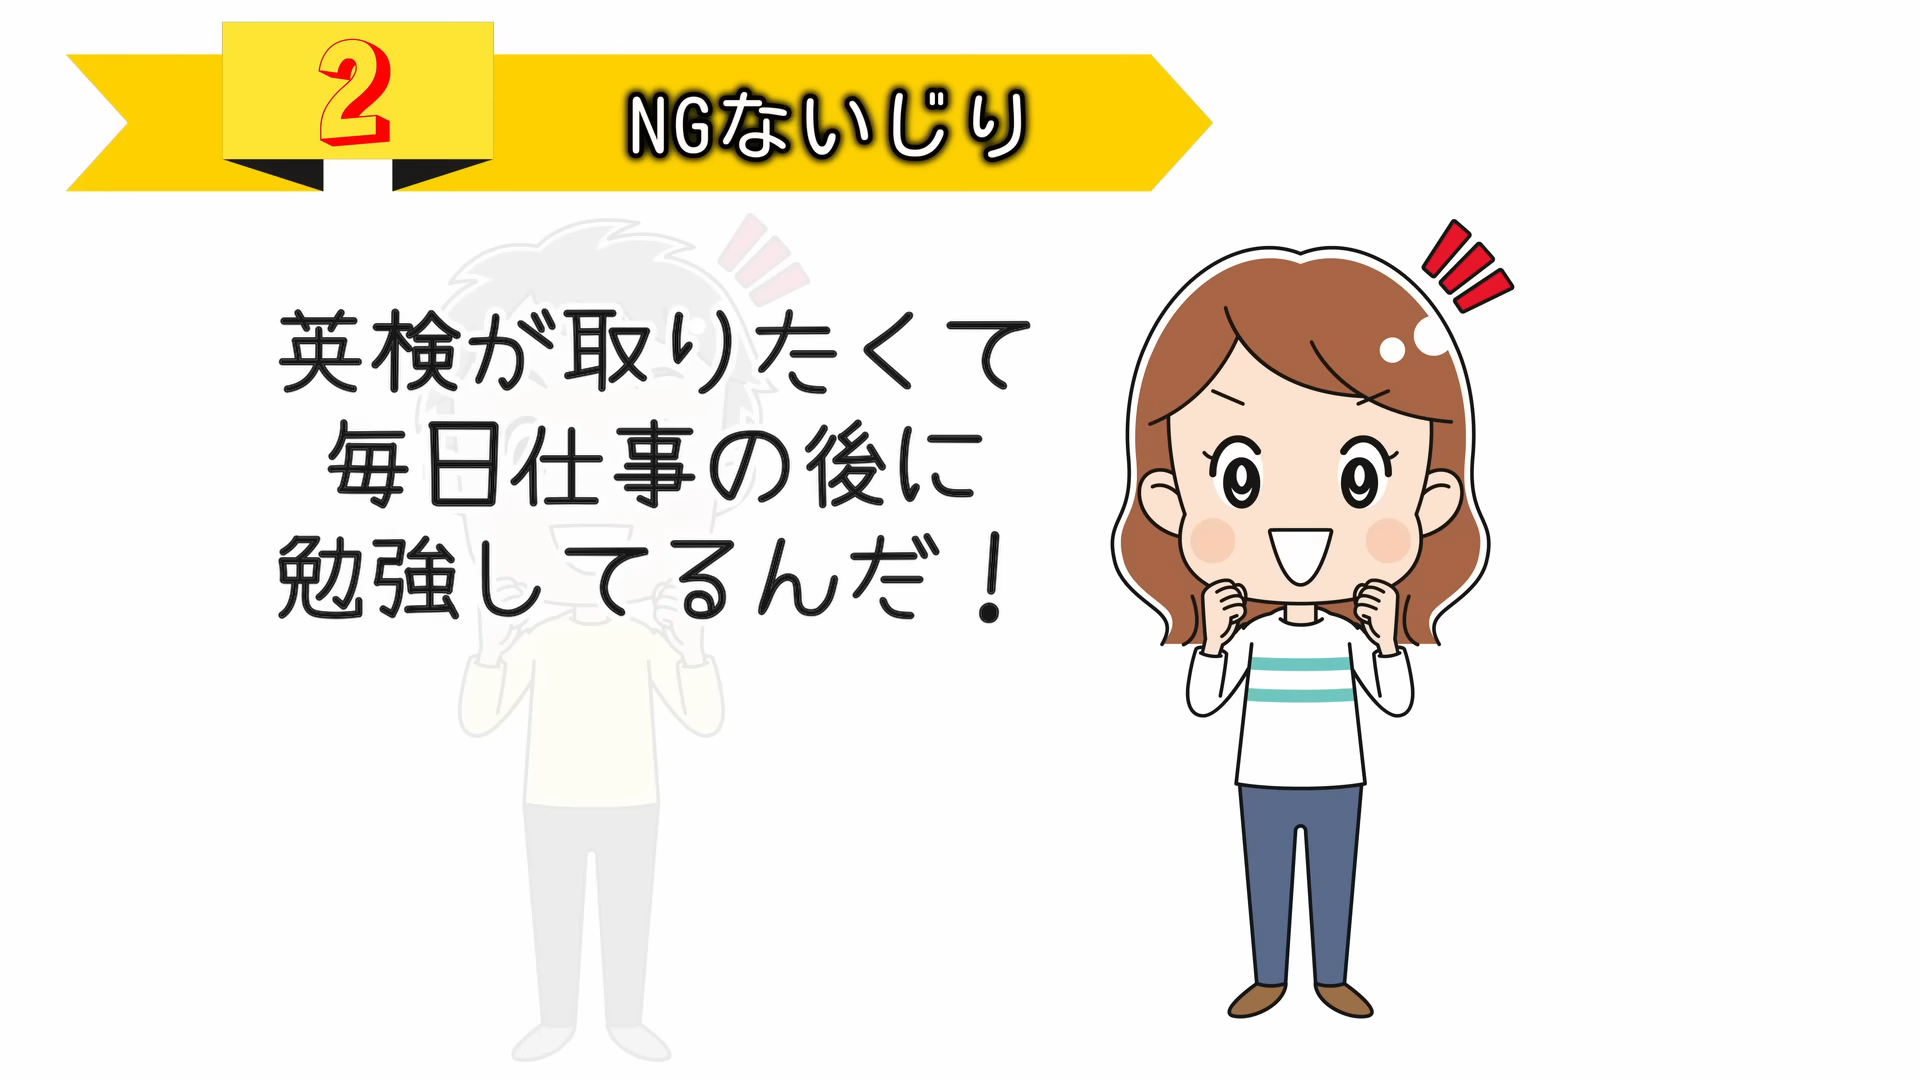 2
NGないじり
英検が取りたくて
毎日仕事の後に
勉強してるんだ！